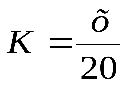 K = õ/20